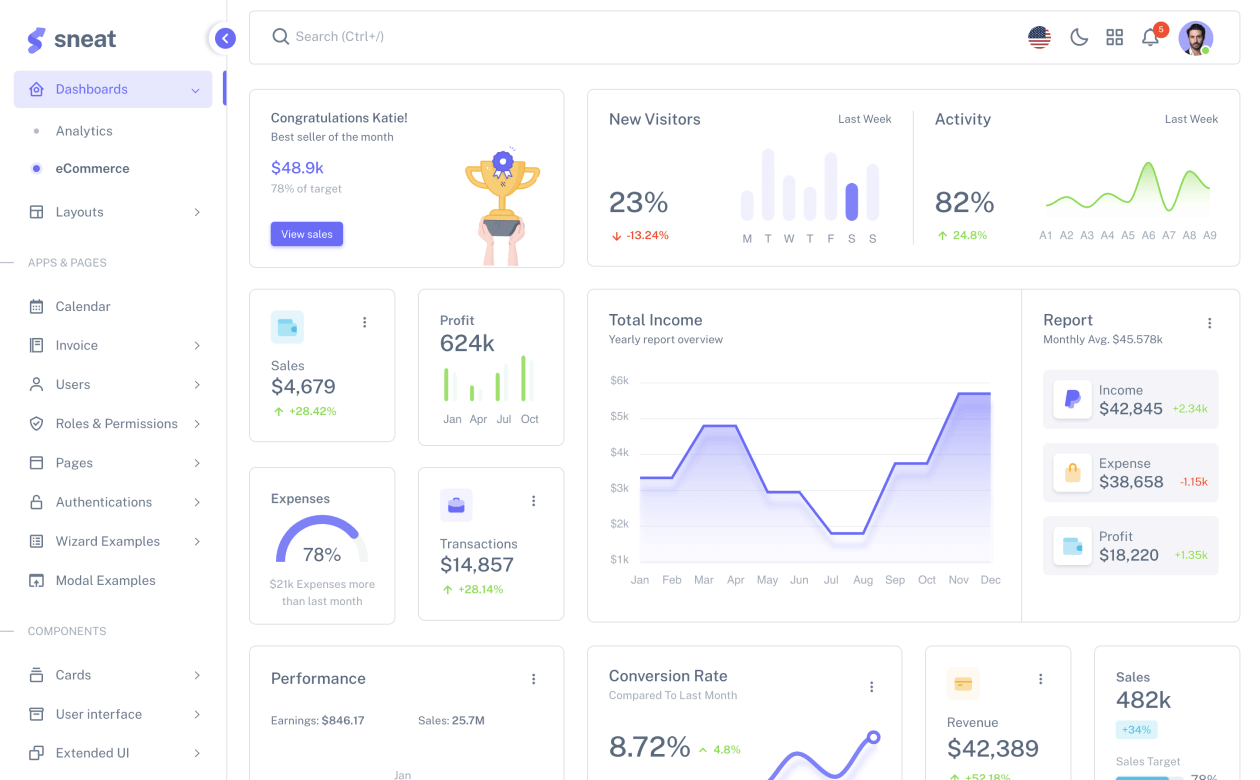 sneat
Dashboards
Analytics
eCommerce
Layouts
APPS & PAGES
Calendar
Invoice
Users
Roles & Permissions
Pages
Authentications
Wizard Examples
Modal Examples
COMPONENTS
Cards
User interface
Extended UI
Search (Ctrl+/)
5
Congratulations Katie!
Best seller of the month
$48.9k
78% of target
View sales
New Visitors
Last Week
23%
-13.24%
M T W T F S S
Activity
Last Week
82%
24.8%
A1 A2 A3 A4 A5 A6 A7 A8 A9
Sales
$4,679
+28.42%
Profit
624k
Jan Apr Jul Oct
Expenses
78%
$21k Expenses more
than last month
Transactions
$14,857
+28.14%
Total Income
Yearly report overview
$6k
$5k
$4k
$3k
$2k
$1k
Jan Feb Mar Apr May Jun Jul Aug Sep Oct Nov Dec
Report
Monthly Avg. $45.578k
Income
$42,845 +2.34k
Expense
$38,658 -1.15k
Profit
$18,220 +1.35k
Performance
Earnings: $846.17
Sales: 25.7M
Jan
Conversion Rate
Compared To Last Month
8.72% 4.8%
Revenue
$42,389
+52.18%
Sales
482k
+34%
Sales Target
78%